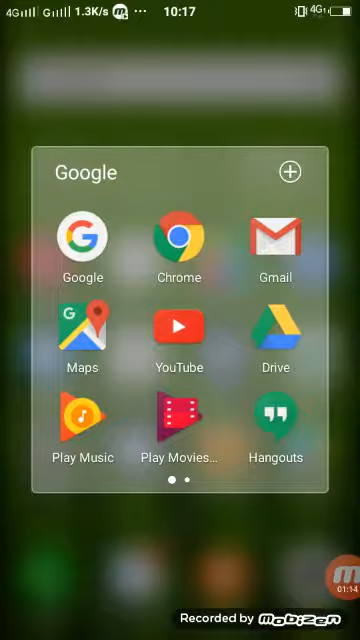 4G G 1.3K/s ··· 10:17 4G
Google
Google Chrome Gmail
Maps YouTube Drive
Play Music Play Movies... Hangouts
01:14
Recorded by MOBIZEN